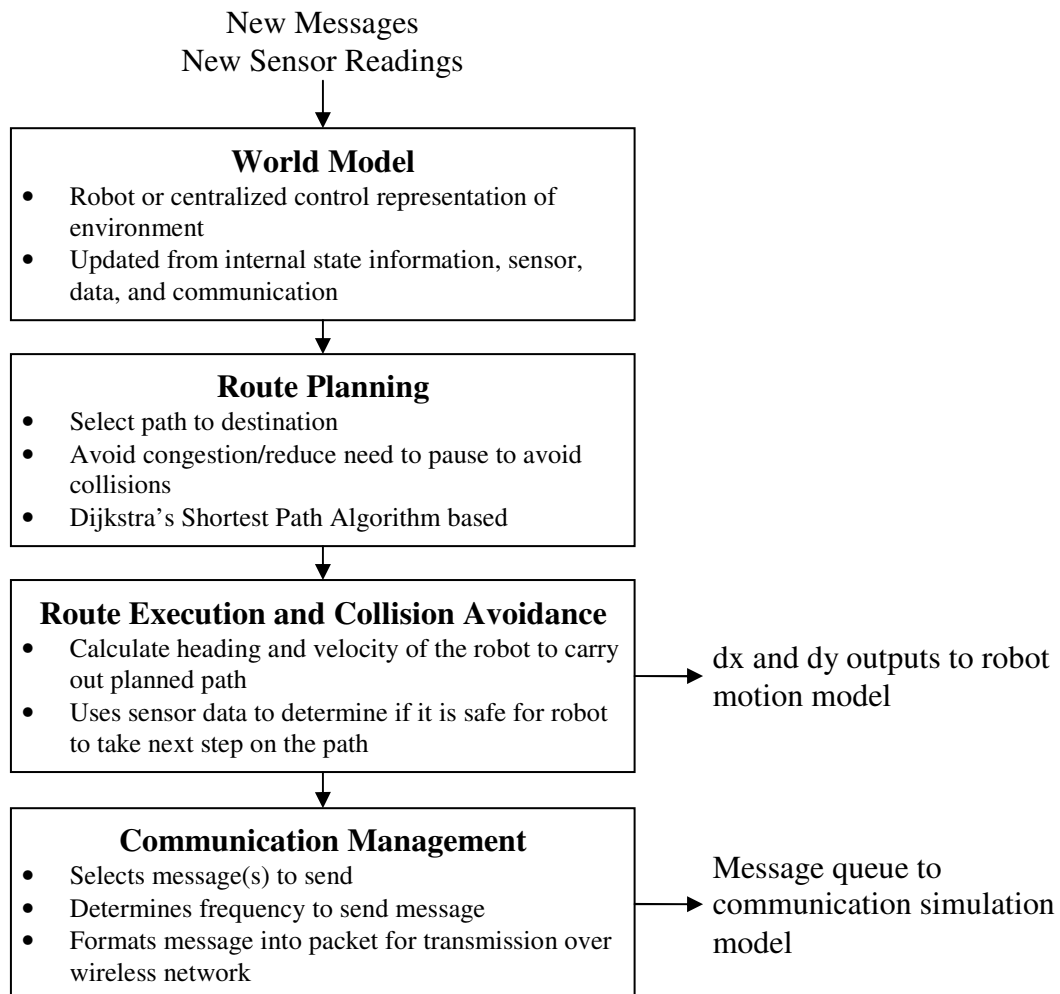 New Messages
New Sensor Readings
World Model
• Robot or centralized control representation of
environment
• Updated from internal state information, sensor,
data, and communication
Route Planning
• Select path to destination
• Avoid congestion/reduce need to pause to avoid
collisions
• Dijkstra's Shortest Path Algorithm based
Route Execution and Collision Avoidance
• Calculate heading and velocity of the robot to carry
out planned path
• Uses sensor data to determine if it is safe for robot
to take next step on the path
dx and dy outputs to robot
motion model
Communication Management
• Selects message(s) to send
• Determines frequency to send message
• Formats message into packet for transmission over
wireless network
Message queue to
communication simulation
model